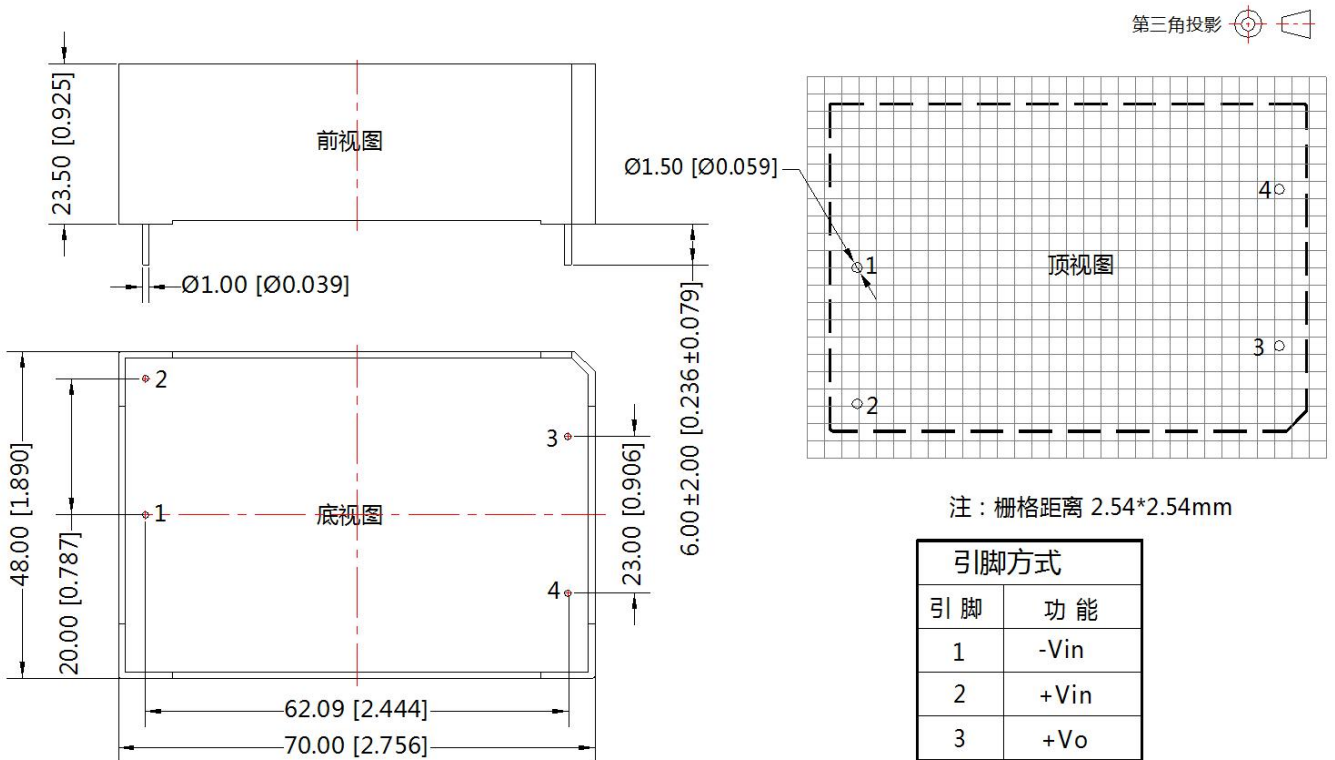 第三角投影
前视图
23.50 [0.925]
Ø1.00 [Ø0.039]
6.00±2.00 [0.236±0.079]
Ø1.50 [Ø0.059]
1
2
3
4
顶视图
2
1
3
4
底视图
48.00 [1.890]
20.00 [0.787]
23.00 [0.906]
62.09 [2.444]
70.00 [2.756]
注:栅格距离 2.54*2.54mm
引脚方式
引 脚 功 能
1 -Vin
2 +Vin
3 +Vo